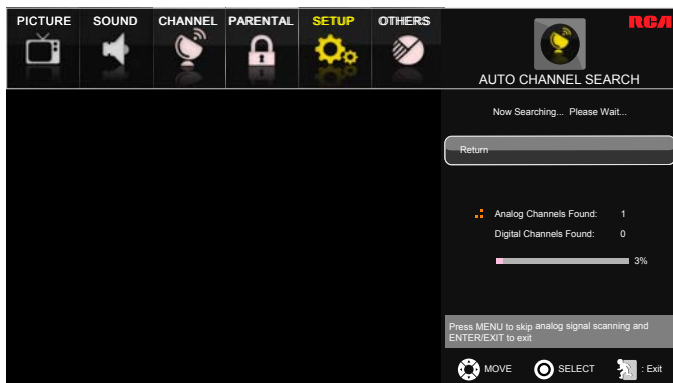 PICTURE SOUND CHANNEL PARENTAL SETUP OTHERS
RCA
AUTO CHANNEL SEARCH
Now Searching... Please Wait...
Return
Analog Channels Found: 1
Digital Channels Found: 0
3%
Press MENU to skip analog signal scanning and
ENTER/EXIT to exit
MOVE SELECT : Exit